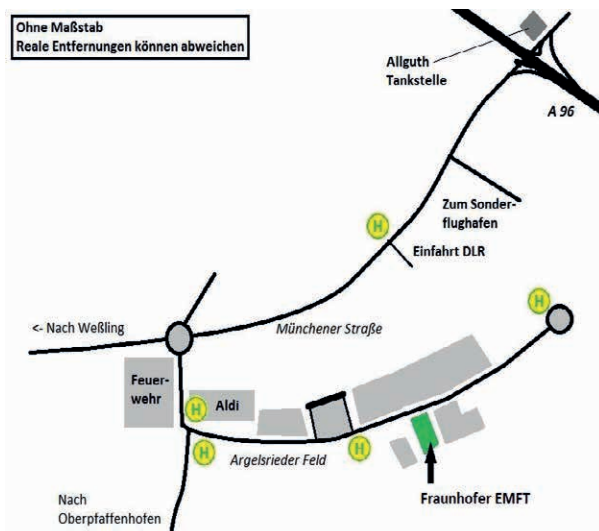 Ohne Maßstab
Reale Entfernungen können abweichen
Allguth
Tankstelle
A 96
Zum Sonder-
flughafen
H
Einfahrt DLR
H
<- Nach Weßling
Münchener Straße
Feuer-
wehr
Aldi
H
H
H
Argelsrieder Feld
Fraunhofer EMFT
Nach
Oberpfaffenhofen